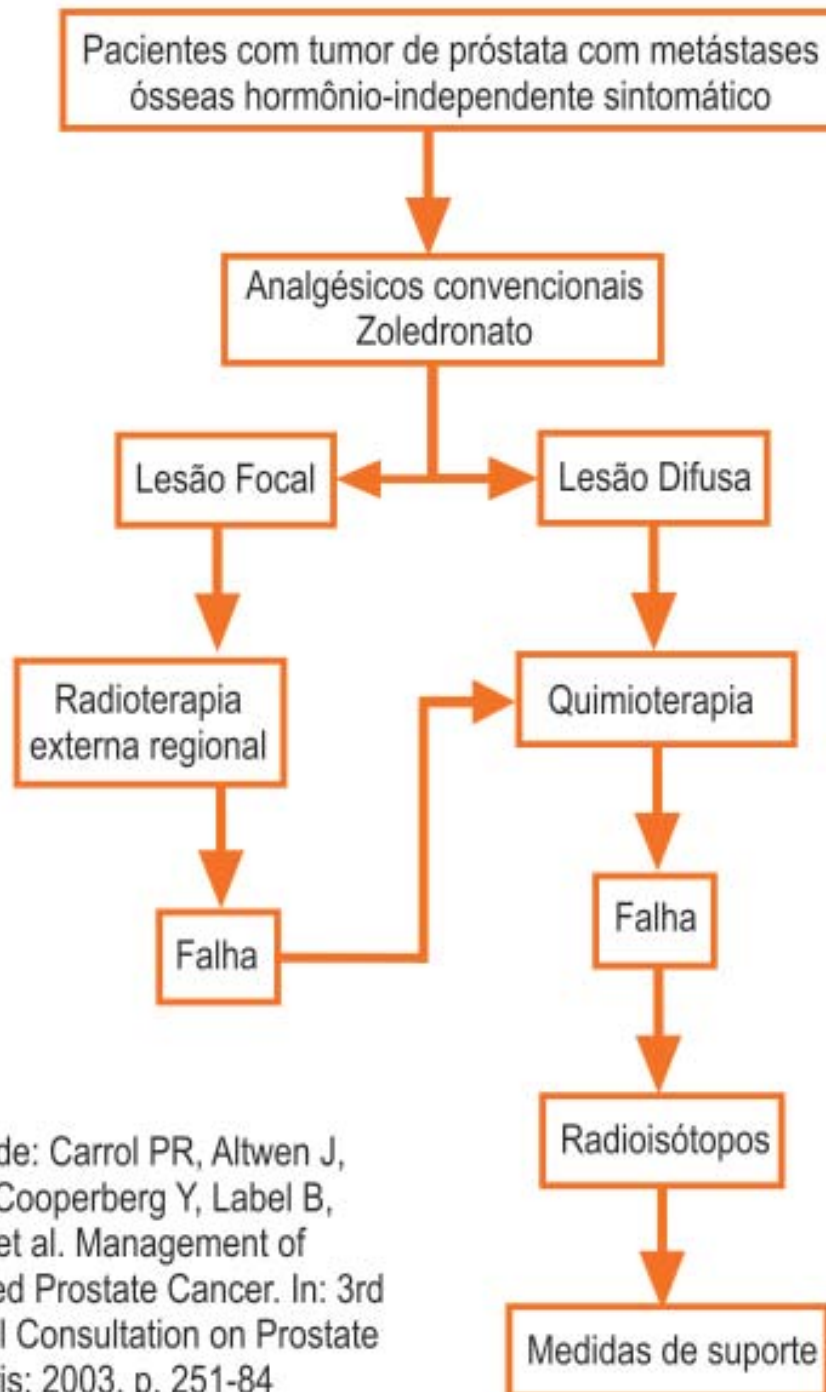 Pacientes com tumor de próstata com metástases
ósseas hormônio-independente sintomático
Analgésicos convencionais
Zoledronato
Lesão Focal
Lesão Difusa
Radioterapia
externa regional
Quimioterapia
Falha
Falha
Radioisótopos
Medidas de suporte
de: Carrol PR, Altwen J,
Cooperberg Y, Label B,
et al. Management of
ed Prostate Cancer. In: 3rd
l Consultation on Prostate
is: 2003. p. 251-84